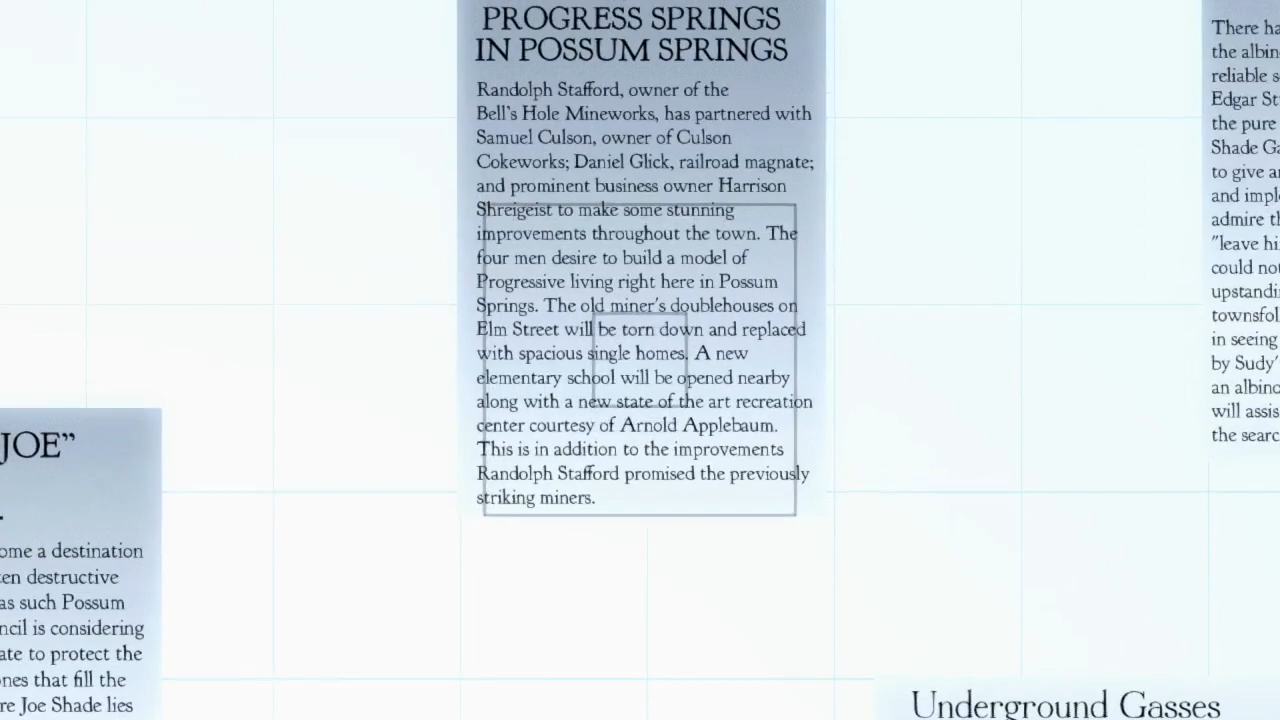 PROGRESS SPRINGS
IN POSSUM SPRINGS
Randolph Stafford, owner of the
Bell's Hole Mineworks, has partnered with
Samuel Culson, owner of Culson
Cokeworks; Daniel Glick, railroad magnate;
and prominent business owner Harrison
Shreigeist to make some stunning
improvements throughout the town. The
four men desire to build a model of
Progressive living right here in Possum
Springs. The old miner's doublehouses on
Elm Street will be torn down and replaced
with spacious single homes. A new
elementary school will be opened nearby
along with a new state of the art recreation
center courtesy of Arnold Applebaum.
This is in addition to the improvements
Randolph Stafford promised the previously
striking miners.
JOE"
ome a destination
en destructive
as such Possum
ncil is considering
ate to protect the
nes that fill the
re Joe Shade lies
There ha
the albin
reliable s
Edgar St
the pure
Shade Ga
to give a
and imple
admire th
"leave hi
could not
upstandi
townsfol
in seeing
by Sudy'
an albino
will assis
the searc
Underground Gasses